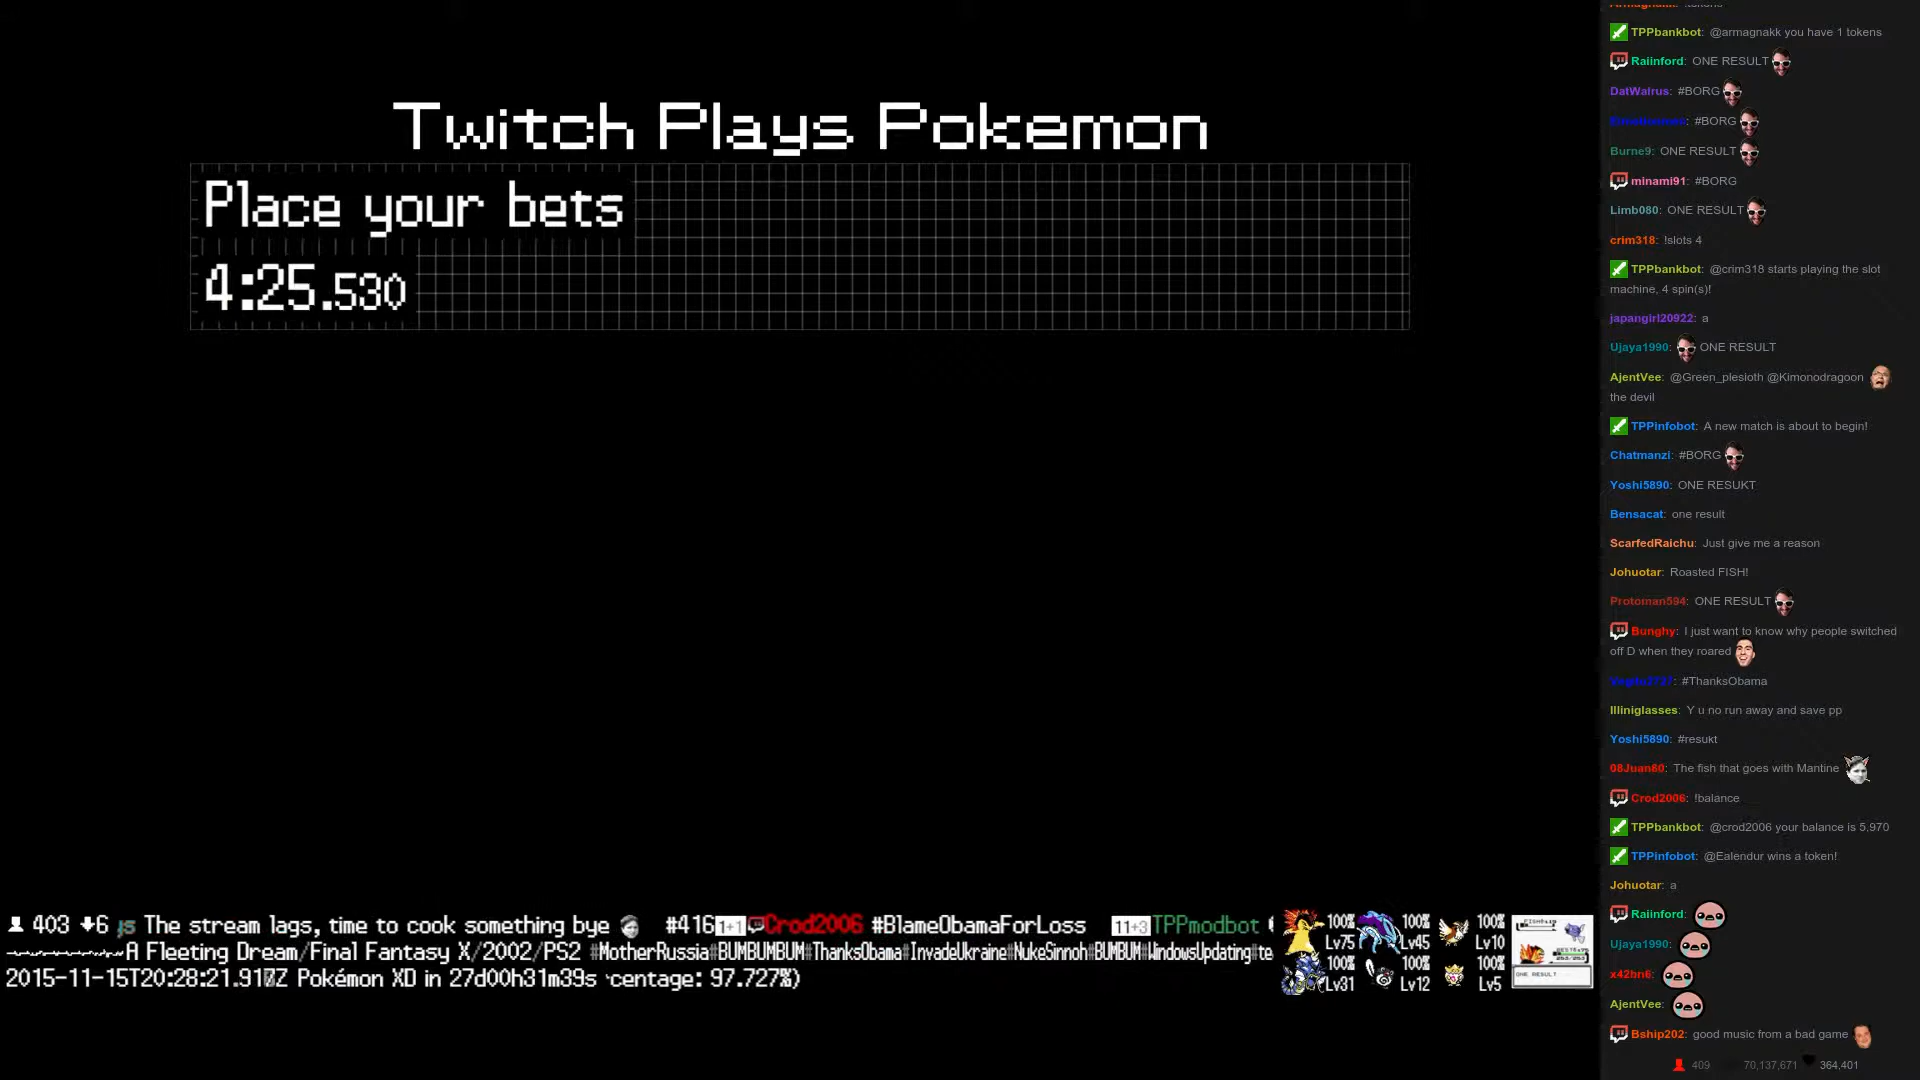 Twitch Plays Pokemon
Place your bets
4:25.530
403 6 The stream lags, time to cook something bye #416 1+1 Crod2006 #BlameObamaForLoss 11+3 TPPmodbot
A Fleeting Dream/Final Fantasy X/2002/PS2 #MotherRussia#BUMBUMBUM#ThanksObama#InvadeUkraine#NukeSinnoh#BUMBUM#WindowsUpdating#te
2015-11-15T20:28:21.910Z Pokémon XD in 27d00h31m39s centage: 97.727%)
100% 100% 100%
Lv75 Lv45 Lv10
100% 100% 100%
Lv31 Lv12 Lv5
ONE RESULT
TPPbankbot: @armagnakk you have 1 tokens
Raiinford: ONE RESULT
DatWalrus: #BORG
#BORG
Burne9: ONE RESULT
minami91: #BORG
Limb080: ONE RESULT
crim318: !slots 4
TPPbankbot: @crim318 starts playing the slot
machine, 4 spin(s)!
japangirl20922: a
Ujaya1990: ONE RESULT
AjentVee: @Green_plesioth @Kimonodragoon
the devil
TPPinfobot: A new match is about to begin!
Chatmanzi: #BORG
Yoshi5890: ONE RESUKT
Bensacat: one result
ScarfedRaichu: Just give me a reason
Johuotar: Roasted FISH!
Protoman594: ONE RESULT
Bunghy: I just want to know why people switched
off D when they roared
#ThanksObama
Illiniglasses: Y u no run away and save pp
Yoshi5890: #resukt
08Juan80: The fish that goes with Mantine
Crod2006: !balance
TPPbankbot: @crod2006 your balance is 5,970
TPPinfobot: @Ealendur wins a token!
Johuotar: a
Raiinford:
Ujaya1990:
x42bn6:
AjentVee:
Bship202: good music from a bad game
409 70,137,671 364,401